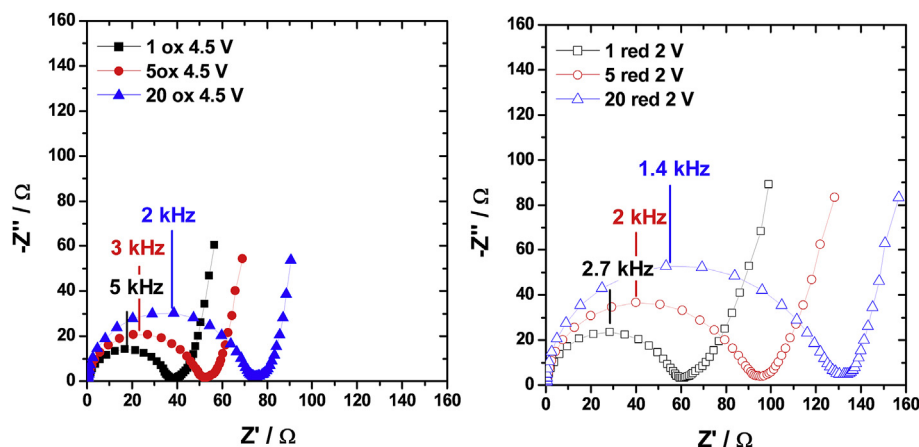 160
140
120
100
80
60
40
20
0
-Z'' / Ω
1 ox 4.5 V
5ox 4.5 V
20 ox 4.5 V
2 kHz
3 kHz
5 kHz
0 20 40 60 80 100 120 140 160
Z' / Ω
160
140
120
100
80
60
40
20
0
-Z'' / Ω
1 red 2 V
5 red 2 V
20 red 2 V
1.4 kHz
2 kHz
2.7 kHz
0 20 40 60 80 100 120 140 160
Z' / Ω